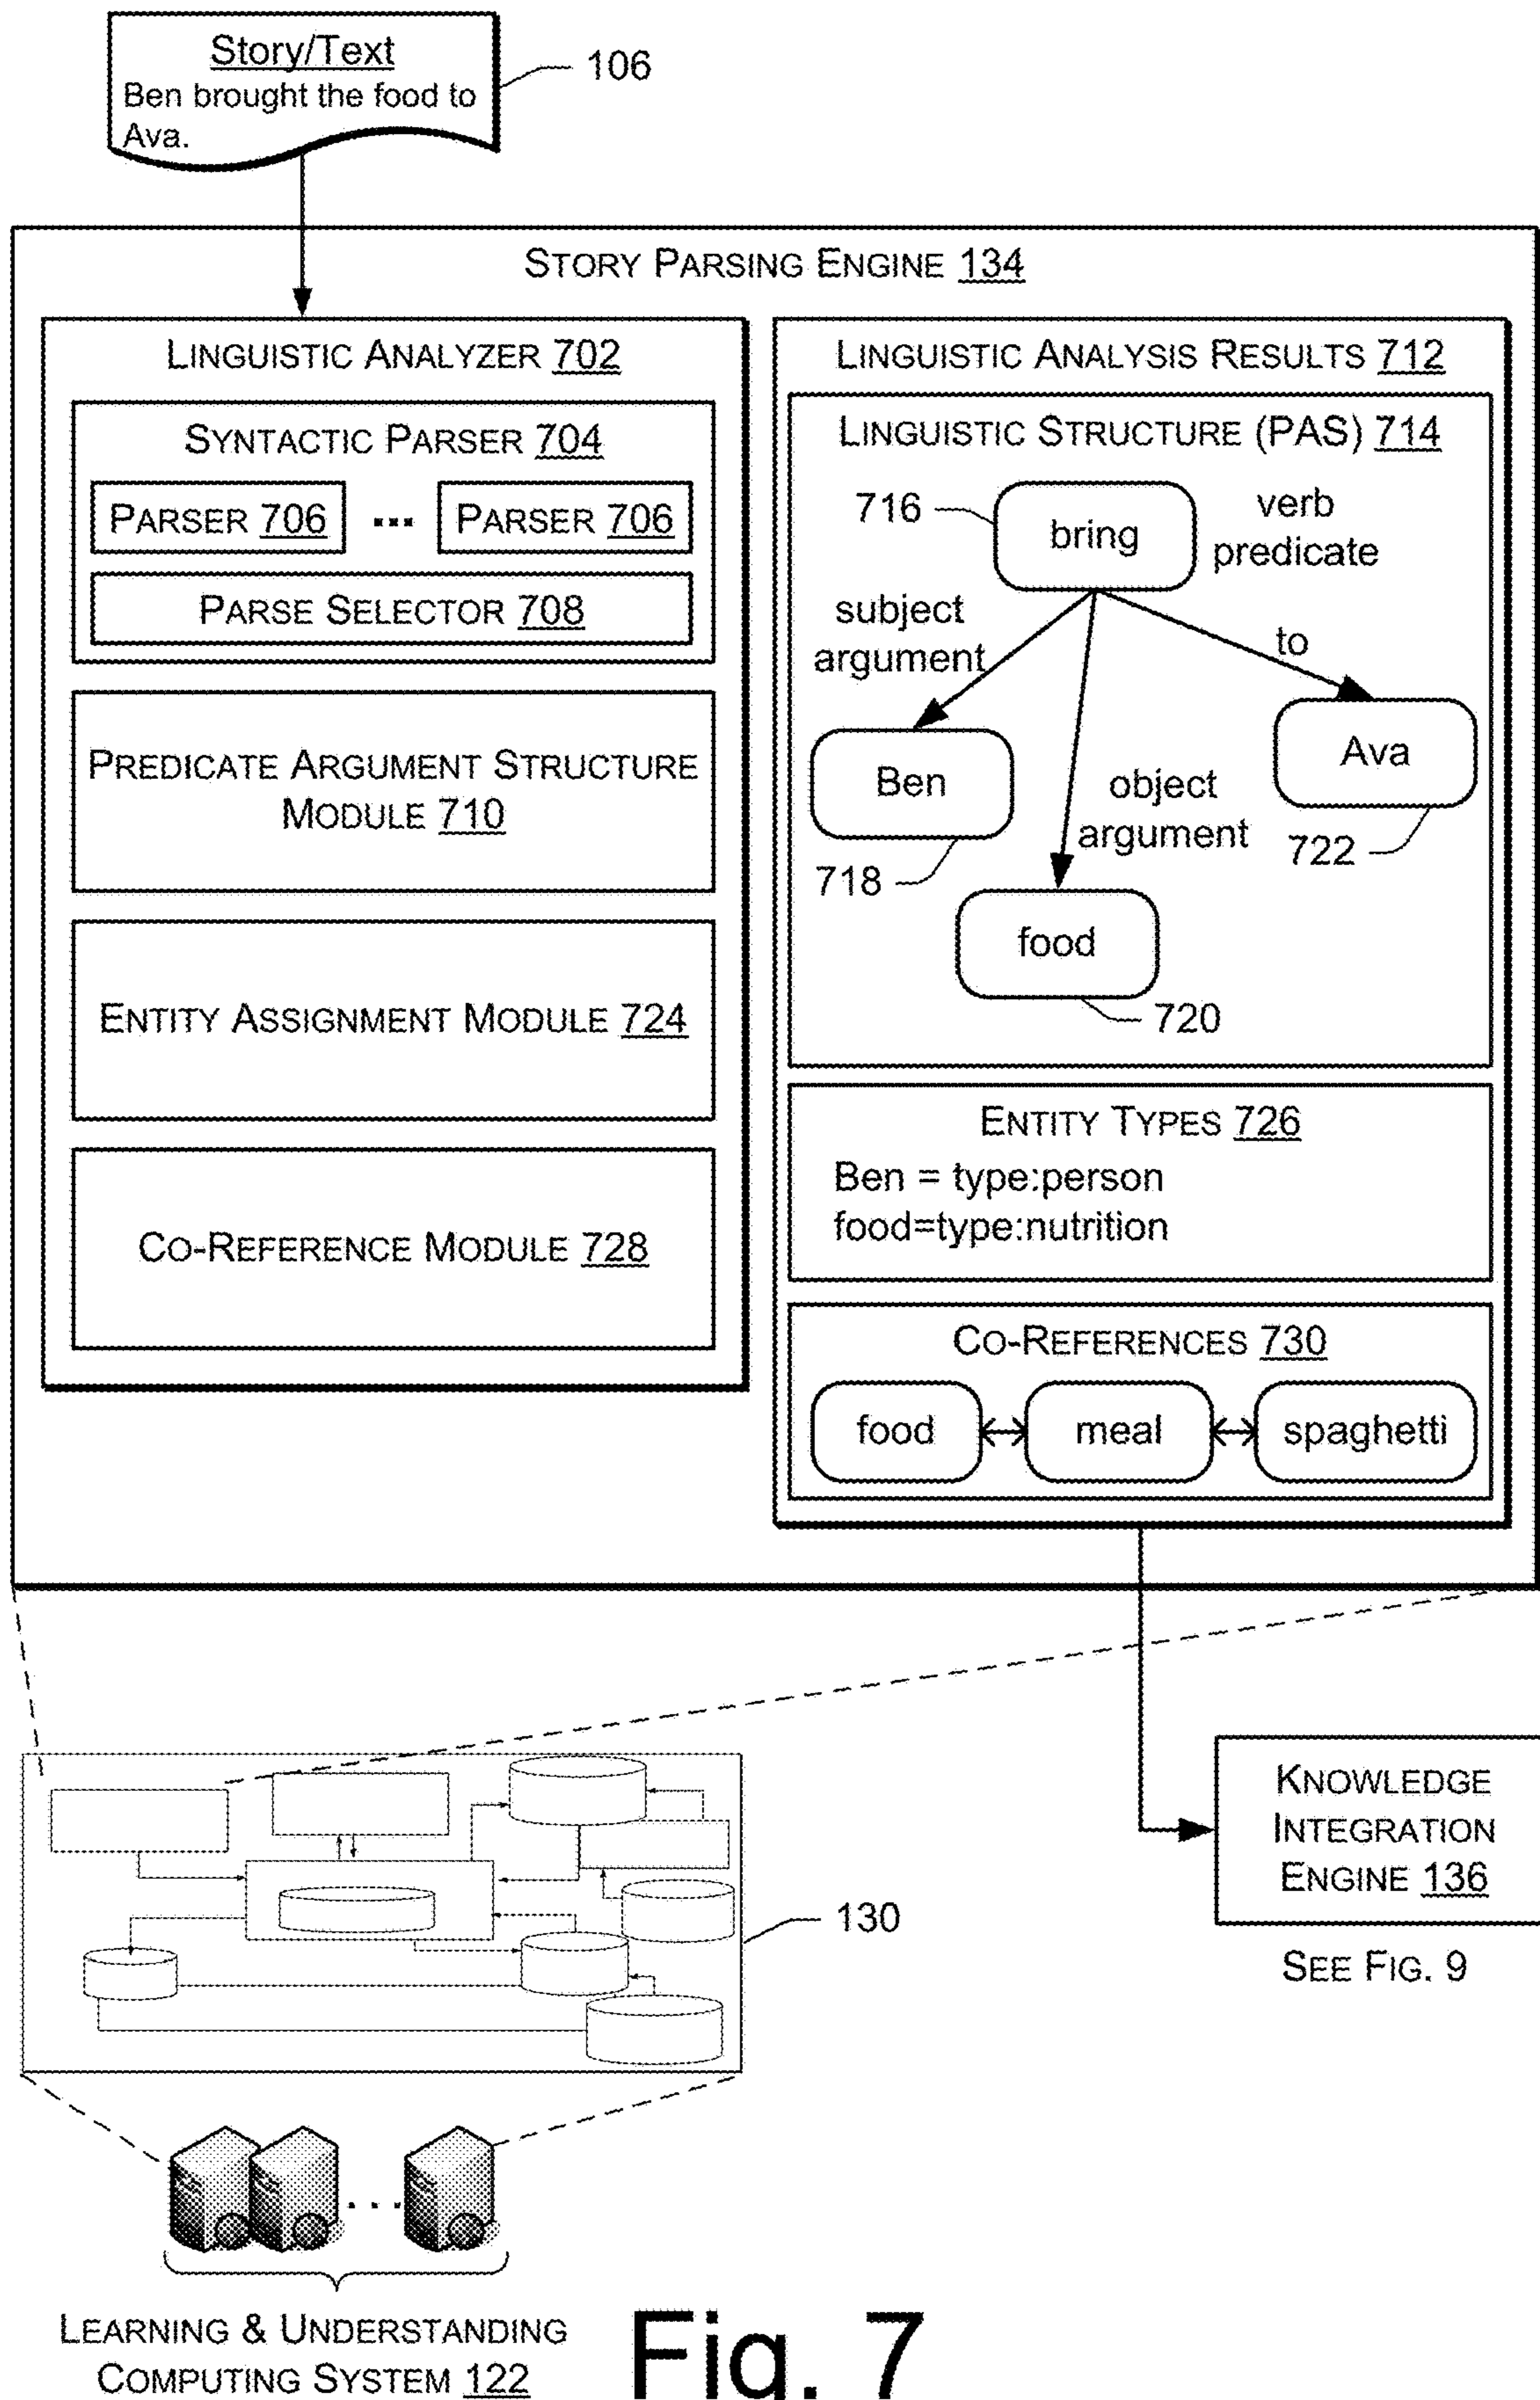 Story/Text
Ben brought the food to
Ava.
106
STORY PARSING ENGINE 134
LINGUISTIC ANALYZER 702
SYNTACTIC PARSER 704
PARSER 706 ... PARSER 706
PARSE SELECTOR 708
PREDICATE ARGUMENT STRUCTURE
MODULE 710
ENTITY ASSIGNMENT MODULE 724
CO-REFERENCE MODULE 728
LINGUISTIC ANALYSIS RESULTS 712
LINGUISTIC STRUCTURE (PAS) 714
716
bring
verb
predicate
subject
argument
to
Ben
718
object
argument
Ava
722
food
720
ENTITY TYPES 726
Ben = type:person
food=type:nutrition
CO-REFERENCES 730
food
meal
spaghetti
KNOWLEDGE
INTEGRATION
ENGINE 136
SEE FIG. 9
130
...
LEARNING & UNDERSTANDING
COMPUTING SYSTEM 122
Fig. 7